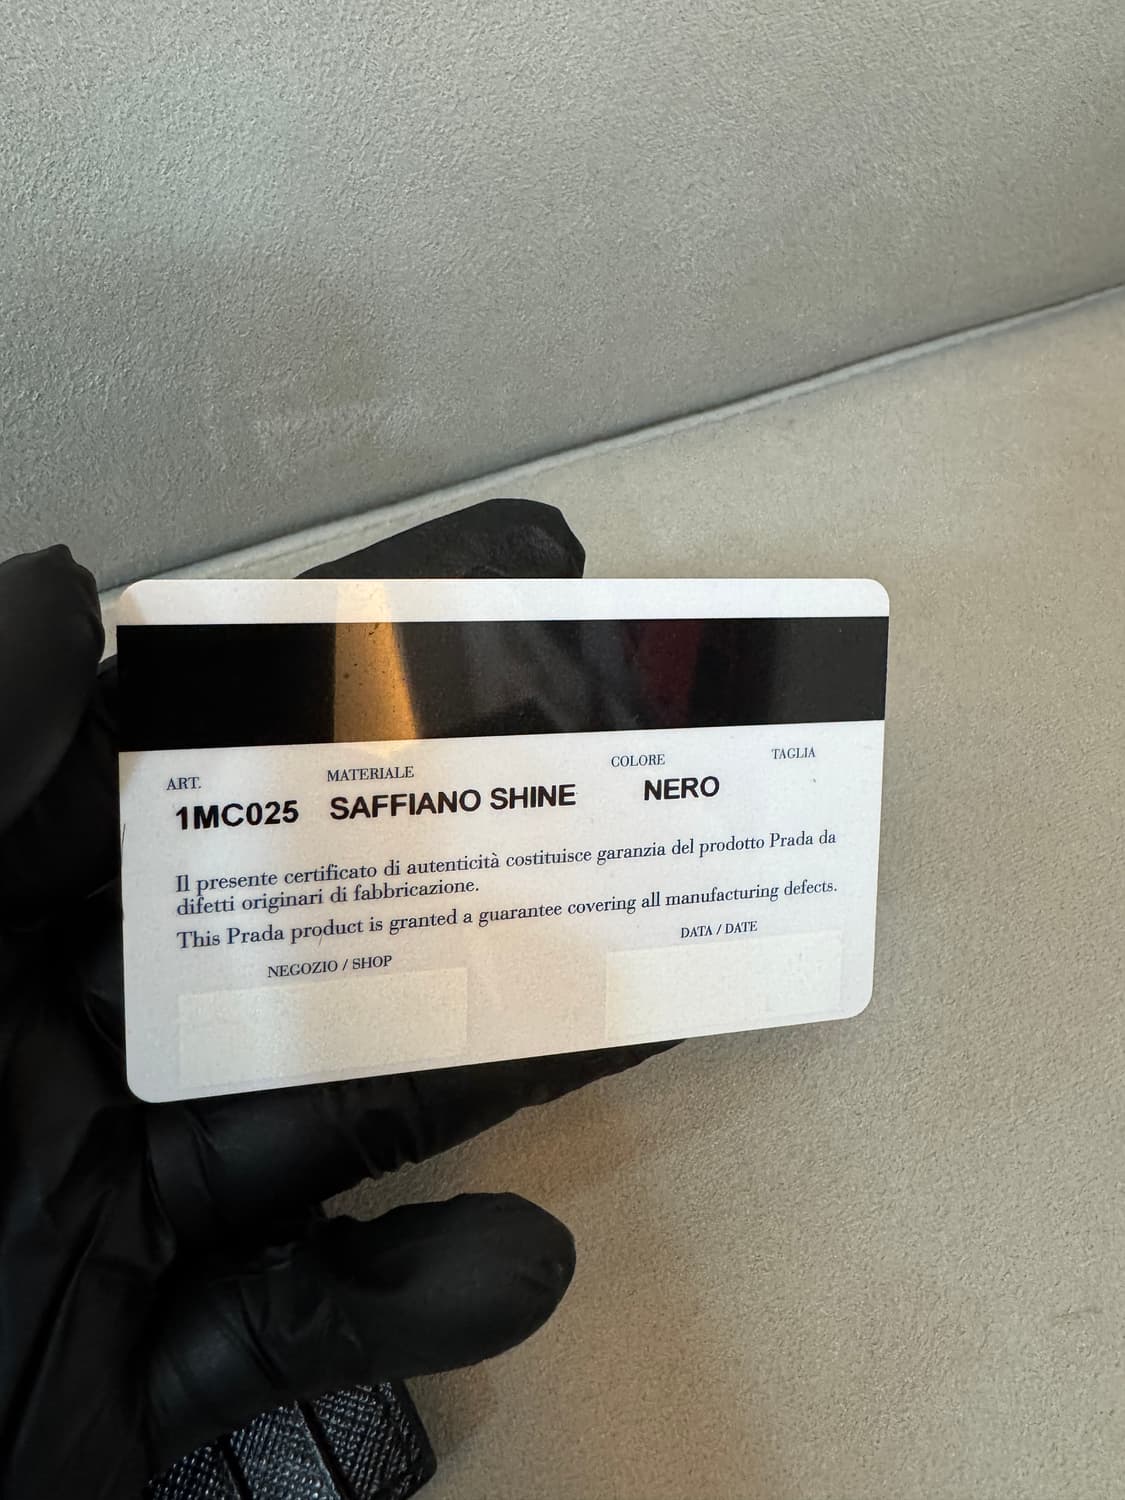 ART. MATERIALE COLORE TAGLIA
1MC025 SAFFIANO SHINE NERO
Il presente certificato di autenticità costituisce garanzia del prodotto Prada da
difetti originari di fabbricazione.
This Prada product is granted a guarantee covering all manufacturing defects.
NEGOZIO / SHOP DATA / DATE